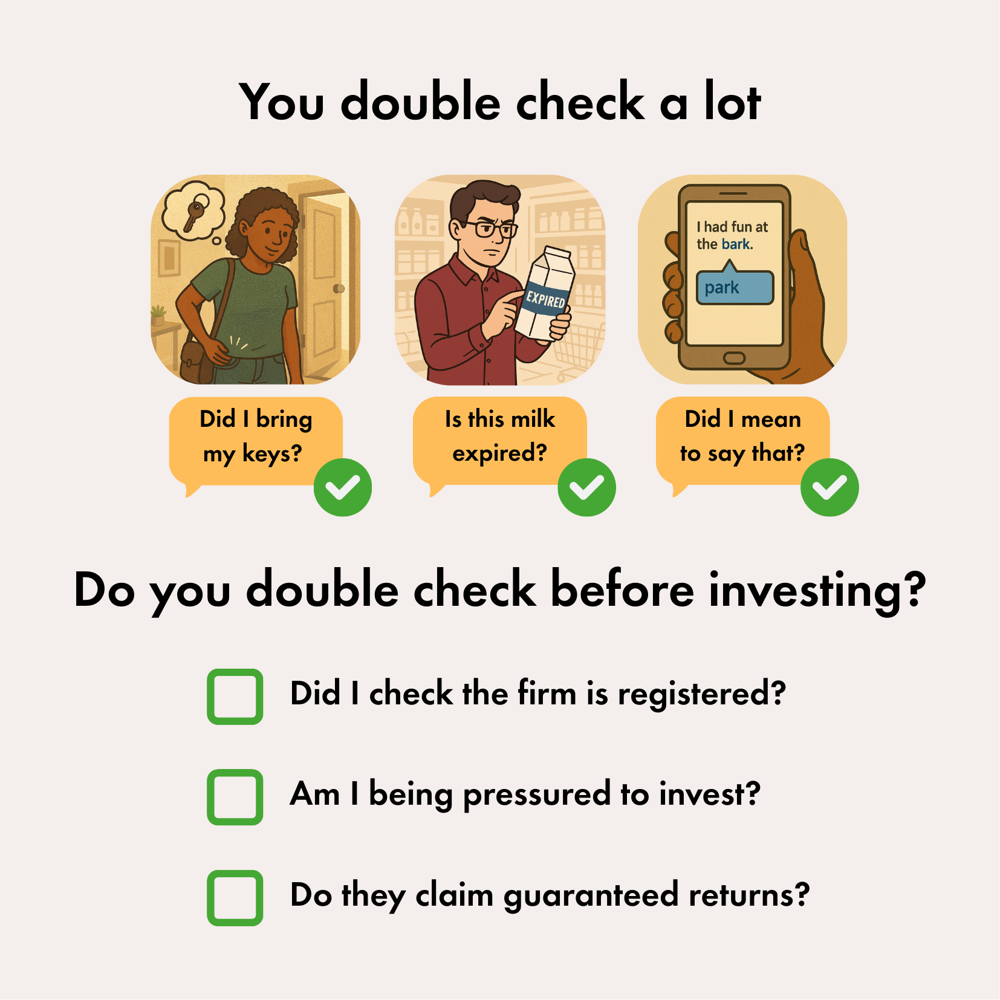 You double check a lot
I had fun at
the bark.
park
EXPIRED
Did I bring
my keys?
Is this milk
expired?
Did I mean
to say that?
Do you double check before investing?
Did I check the firm is registered?
Am I being pressured to invest?
Do they claim guaranteed returns?